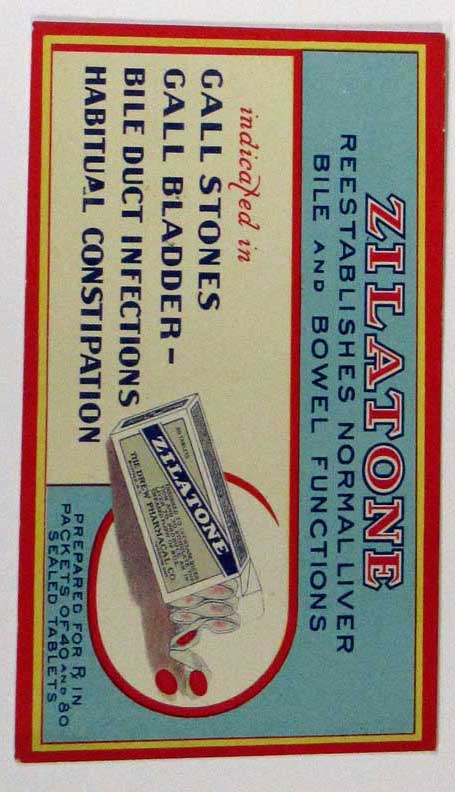 ZILATONE
REESTABLISHES NORMAL LIVER
BILE AND BOWEL FUNCTIONS
indicated in
GALL STONES
GALL BLADDER-
BILE DUCT INFECTIONS
HABITUAL CONSTIPATION
ZILATONE
THE DREW PHARMACAL CO
PREPARED FOR ℞ IN
PACKETS OF 40 AND 80
SEALED TABLETS